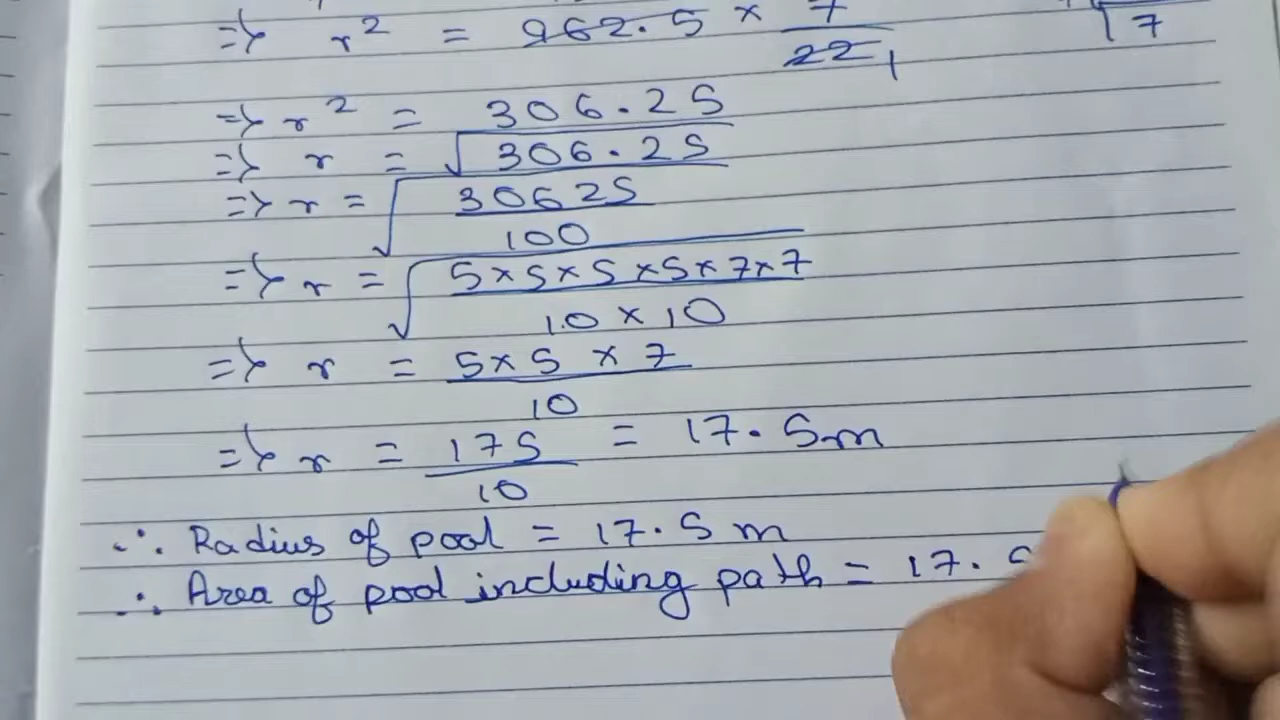 => r² = 962.5 × 7/22 1
7
=> r² = 306.25
=> r = √306.25
=> r = √(30625/100)
=> r = √(5×5×5×5×7×7/10×10)
=> r = 5×5×7/10
=> r = 175/10 = 17.5m
∴ Radius of pool = 17.5 m
∴ Area of pool including path = 17.